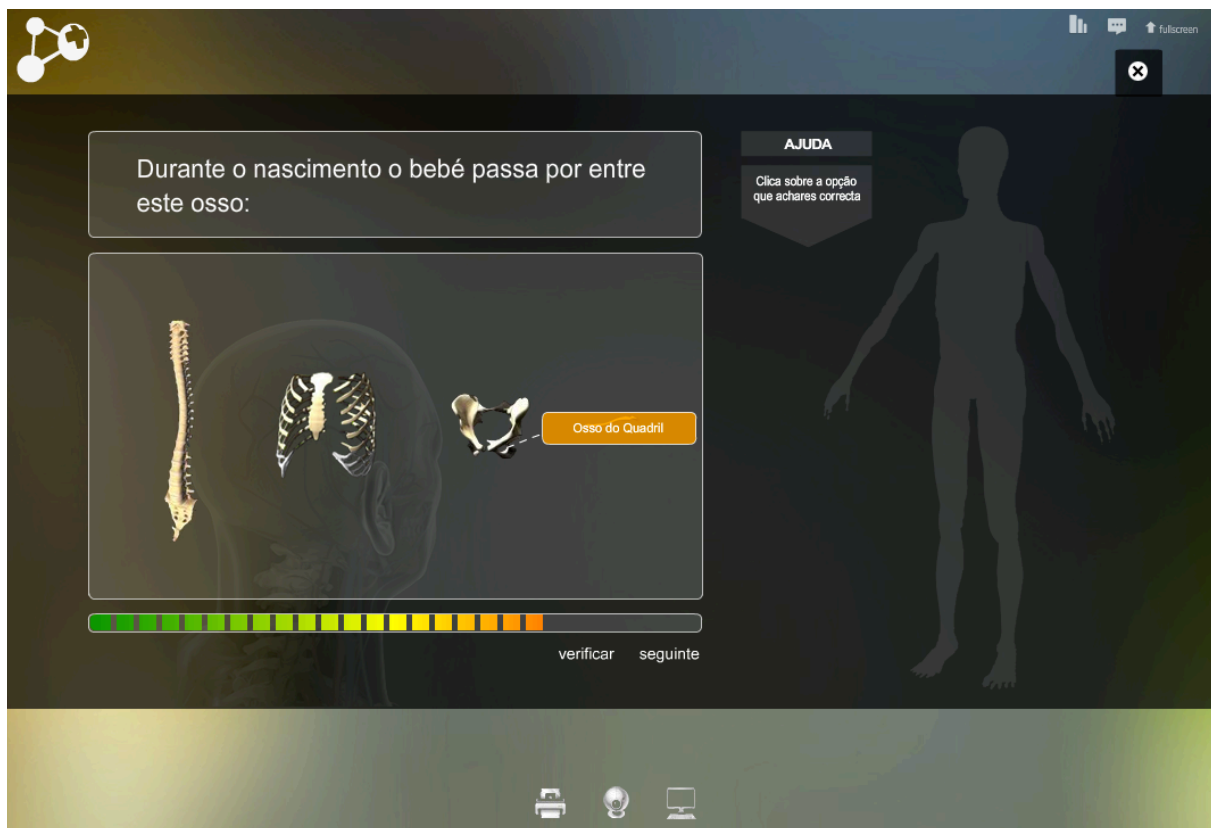 fullscreen
Durante o nascimento o bebé passa por entre
este osso:
AJUDA
Clica sobre a opção
que achares correcta
Osso do Quadril
verificar seguinte